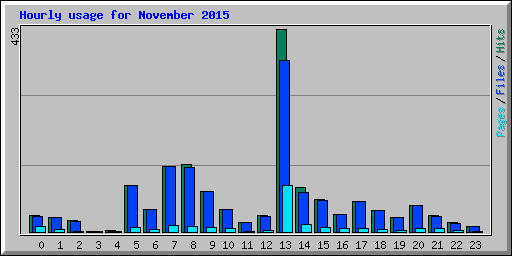 Hourly usage for November 2015
433
Pages/Files/Hits
0 1 2 3 4 5 6 7 8 9 10 11 12 13 14 15 16 17 18 19 20 21 22 23